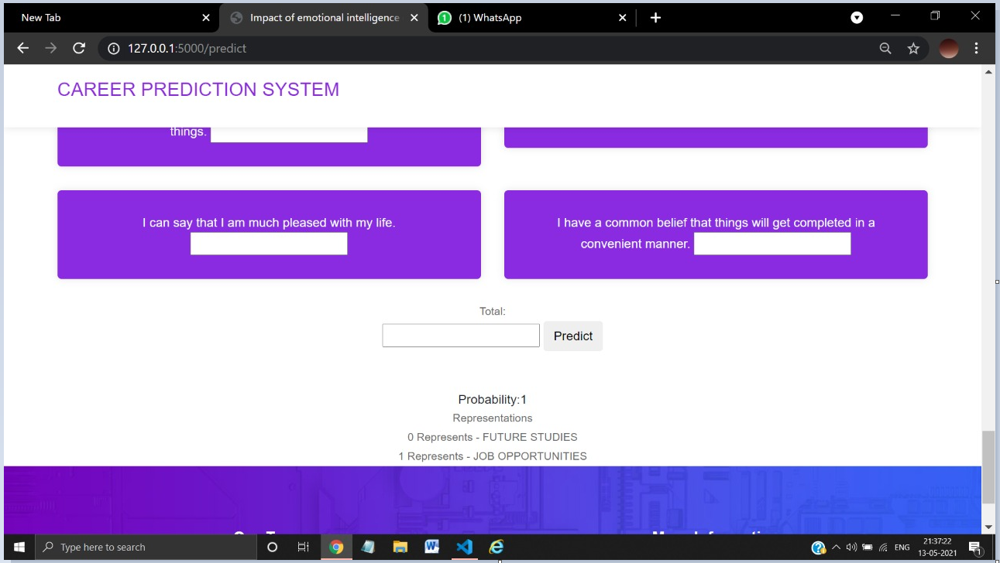 New Tab
Impact of emotional intelligence
1
(1) WhatsApp
127.0.0.1:5000/predict
CAREER PREDICTION SYSTEM
things.
I can say that I am much pleased with my life.
I have a common belief that things will get completed in a
convenient manner.
Total:
Predict
Probability:1
Representations
0 Represents - FUTURE STUDIES
1 Represents - JOB OPPORTUNITIES
Type here to search
ENG
21:37:22
13-05-2021
1